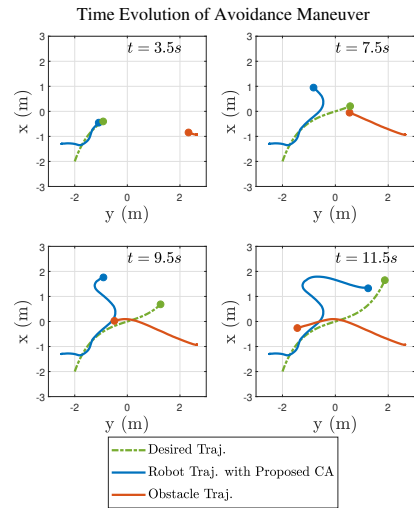 Time Evolution of Avoidance Maneuver
t = 3.5s
x (m)
3
2
1
0
-1
-2
-3
-2 0 2
y (m)
t = 7.5s
x (m)
3
2
1
0
-1
-2
-3
-2 0 2
y (m)
t = 9.5s
x (m)
3
2
1
0
-1
-2
-3
-2 0 2
y (m)
t = 11.5s
x (m)
3
2
1
0
-1
-2
-3
-2 0 2
y (m)
Desired Traj.
Robot Traj. with Proposed CA
Obstacle Traj.